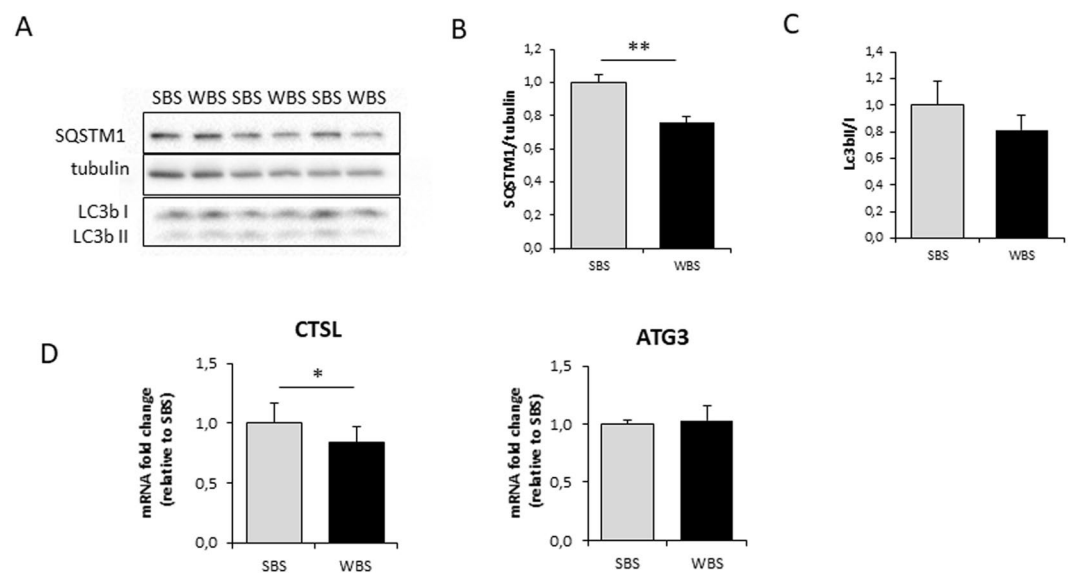 A
SBS WBS SBS WBS SBS WBS
SQSTM1
tubulin
LC3b I
LC3b II
B
SQSTM1/tubulin
1,2
1,0
0,8
0,6
0,4
0,2
0,0
**
SBS WBS
C
Lc3bII/I
1,4
1,2
1,0
0,8
0,6
0,4
0,2
0,0
SBS WBS
D
CTSL
mRNA fold change
(relative to SBS)
1,5
1,0
0,5
0,0
*
SBS WBS
ATG3
mRNA fold change
(relative to SBS)
1,5
1,0
0,5
0,0
SBS WBS